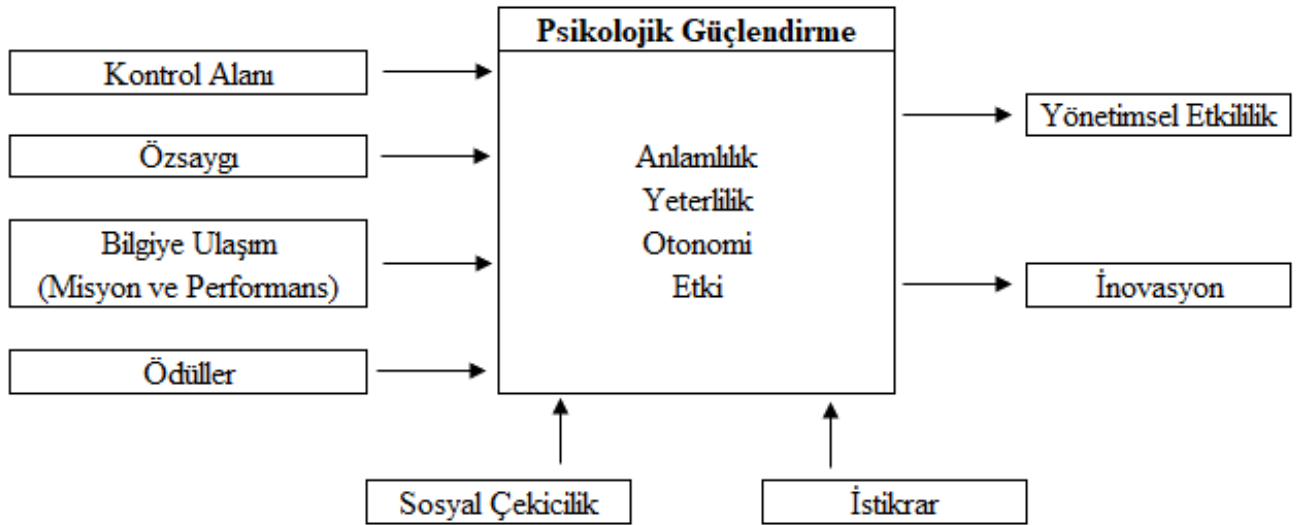 Psikolojik Güçlendirme
Kontrol Alanı
Özsaygı
Bilgiye Ulaşım
(Misyon ve Performans)
Ödüller
Anlamlılık
Yeterlilik
Otonomi
Etki
Yönetimsel Etkililik
İnovasyon
Sosyal Çekicilik
İstikrar